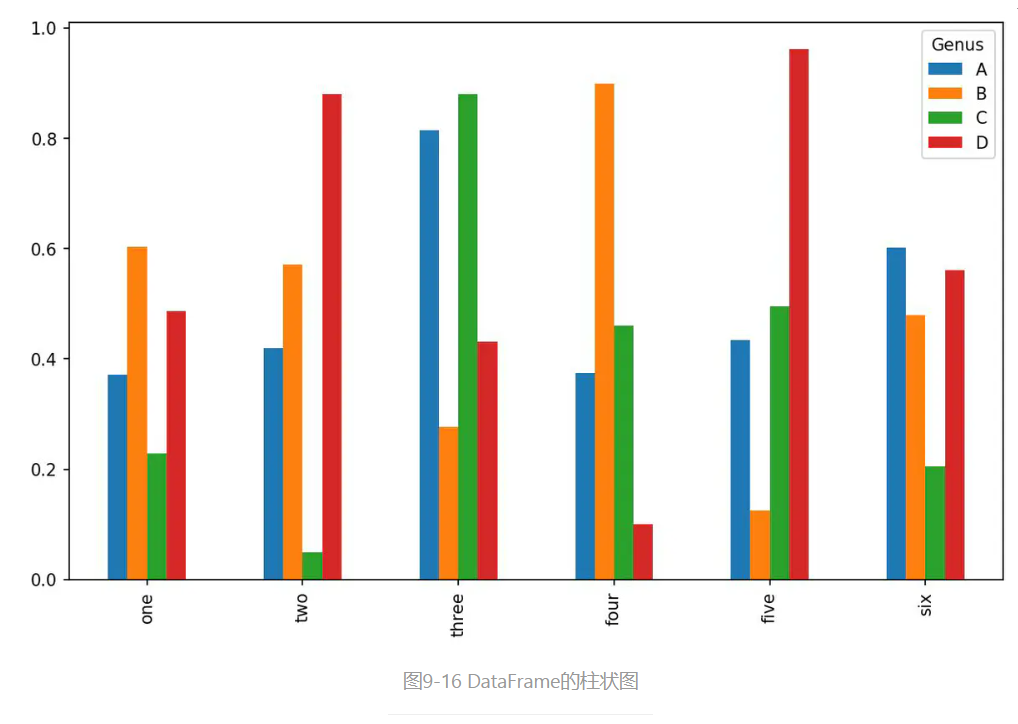 1.0
0.8
0.6
0.4
0.2
0.0
Genus
A
B
C
D
one
two
three
four
five
six
图9-16 DataFrame的柱状图